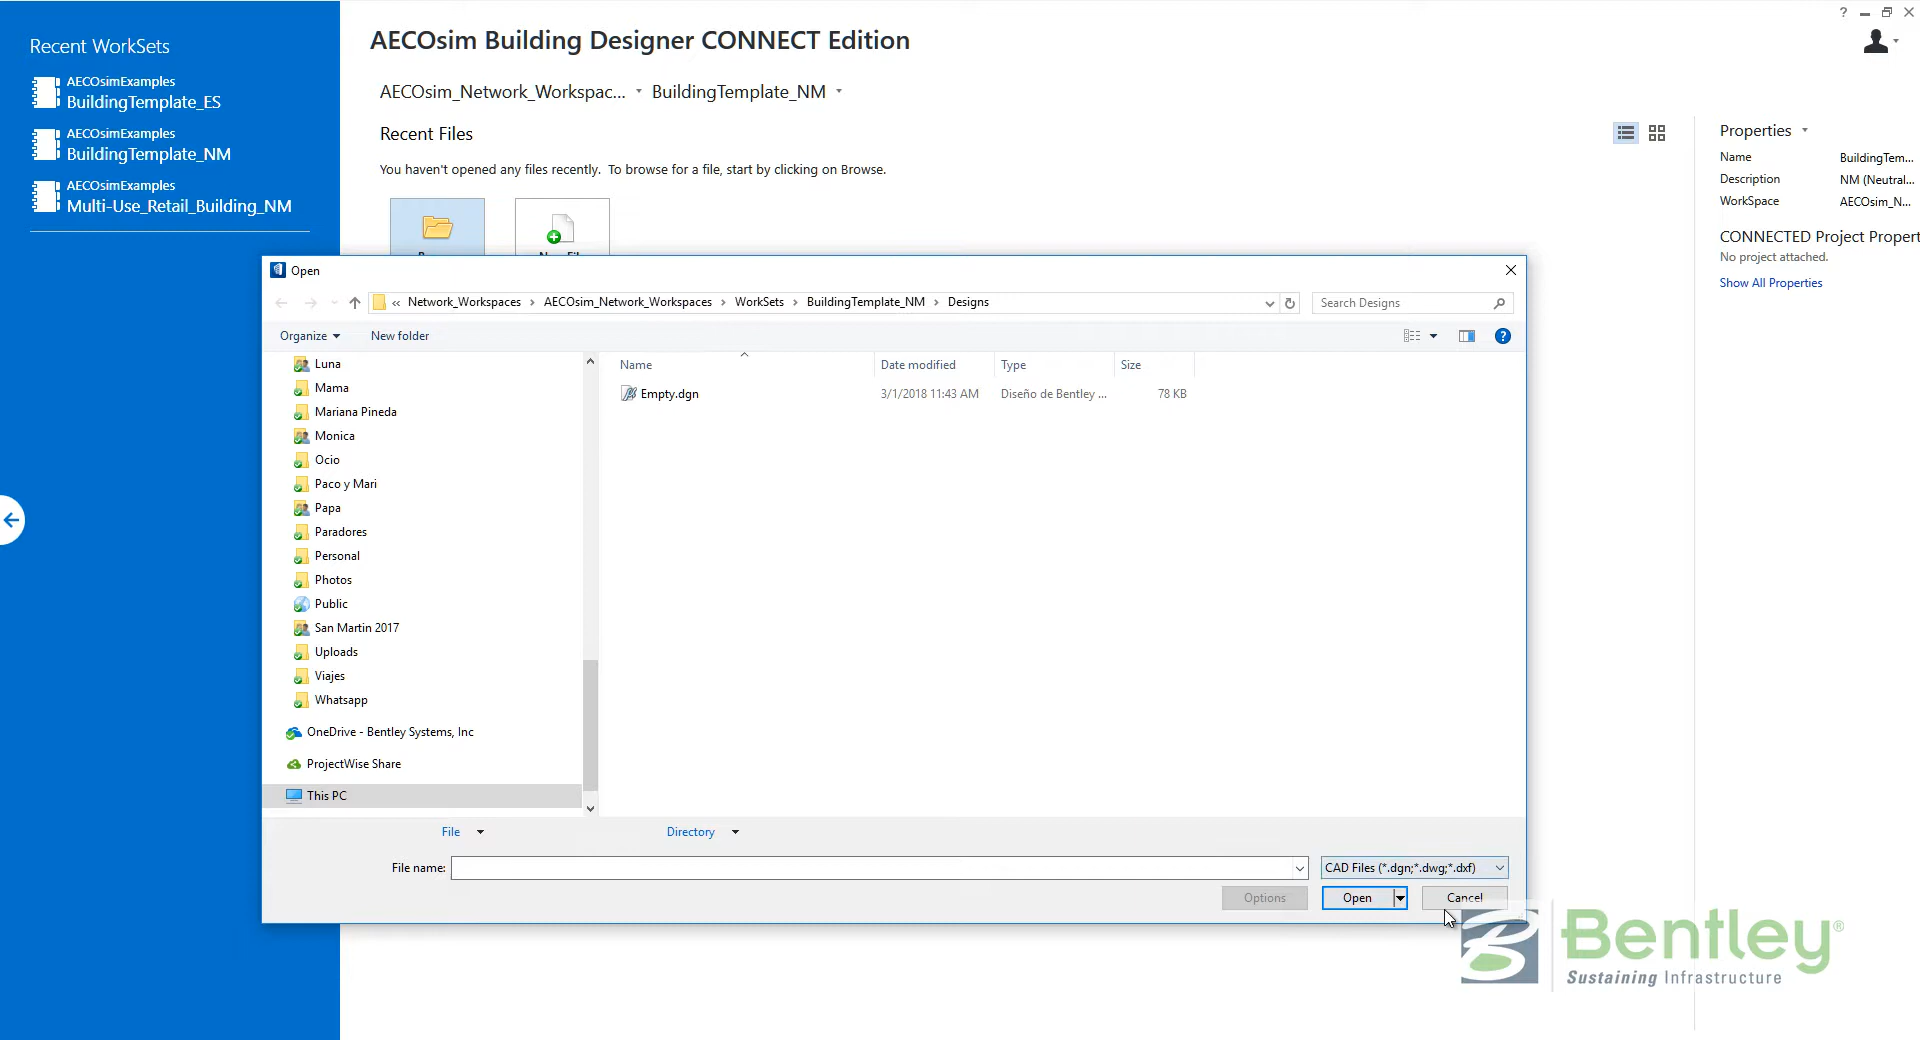 Recent WorkSets
AECOsimExamples
BuildingTemplate_ES
AECOsimExamples
BuildingTemplate_NM
AECOsimExamples
Multi-Use_Retail_Building_NM
AECOsim Building Designer CONNECT Edition
AECOsim_Network_Workspac... BuildingTemplate_NM
Recent Files
You haven't opened any files recently. To browse for a file, start by clicking on Browse.
?
Properties
Name BuildingTem...
Description NM (Neutral...
WorkSpace AECOsim_N...
CONNECTED Project Propert
No project attached.
Show All Properties
Open
« Network_Workspaces › AECOsim_Network_Workspaces › WorkSets › BuildingTemplate_NM › Designs
Search Designs
Organize New folder
?
Name Date modified Type Size
Empty.dgn 3/1/2018 11:43 AM Diseño de Bentley ... 78 KB
Luna
Mama
Mariana Pineda
Monica
Ocio
Paco y Mari
Papa
Paradores
Personal
Photos
Public
San Martin 2017
Uploads
Viajes
Whatsapp
OneDrive - Bentley Systems, Inc
ProjectWise Share
This PC
File Directory
File name:
CAD Files (*.dgn;*.dwg;*.dxf)
Options Open Cancel
Bentley®
Sustaining Infrastructure